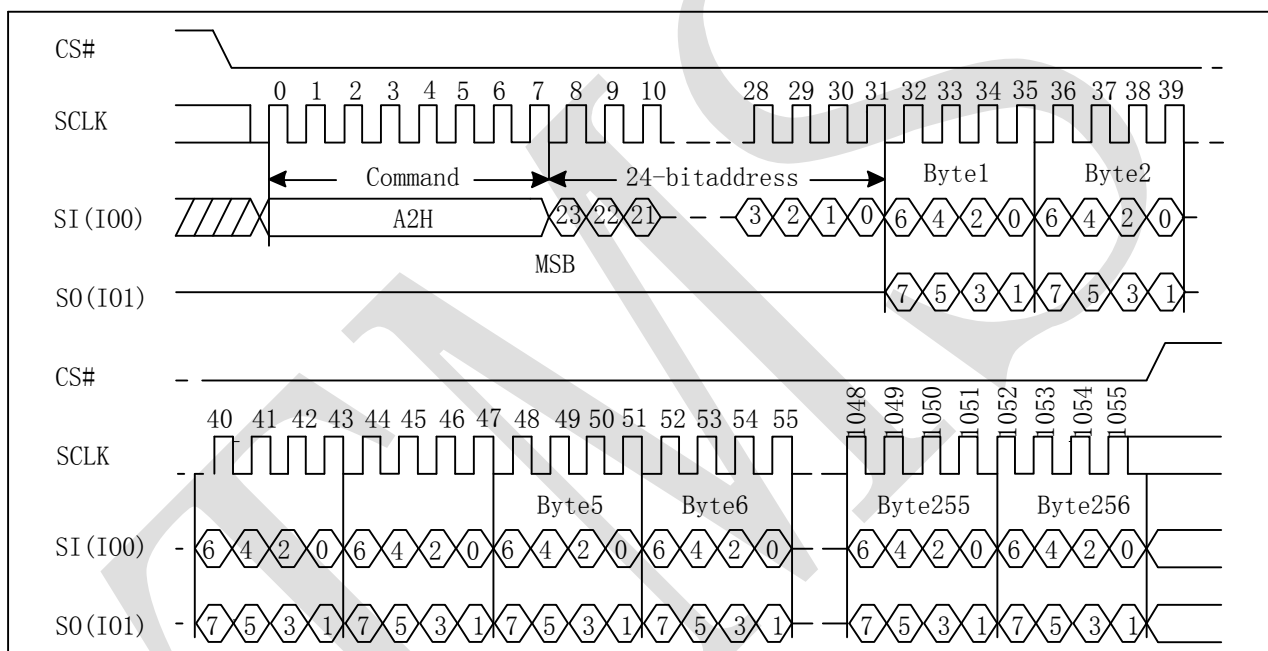 CS#
0 1 2 3 4 5 6 7 8 9 10 28 29 30 31 32 33 34 35 36 37 38 39
SCLK
Command 24-bitaddress Byte1 Byte2
SI(IO0) A2H 23 22 21 3 2 1 0 6 4 2 0 6 4 2 0
MSB
SO(IO1) 7 5 3 1 7 5 3 1
CS#
40 41 42 43 44 45 46 47 48 49 50 51 52 53 54 55 1048 1049 1050 1051 1052 1053 1054 1055
SCLK
Byte5 Byte6 Byte255 Byte256
SI(IO0) 6 4 2 0 6 4 2 0 6 4 2 0 6 4 2 0 6 4 2 0 6 4 2 0
SO(IO1) 7 5 3 1 7 5 3 1 7 5 3 1 7 5 3 1 7 5 3 1 7 5 3 1